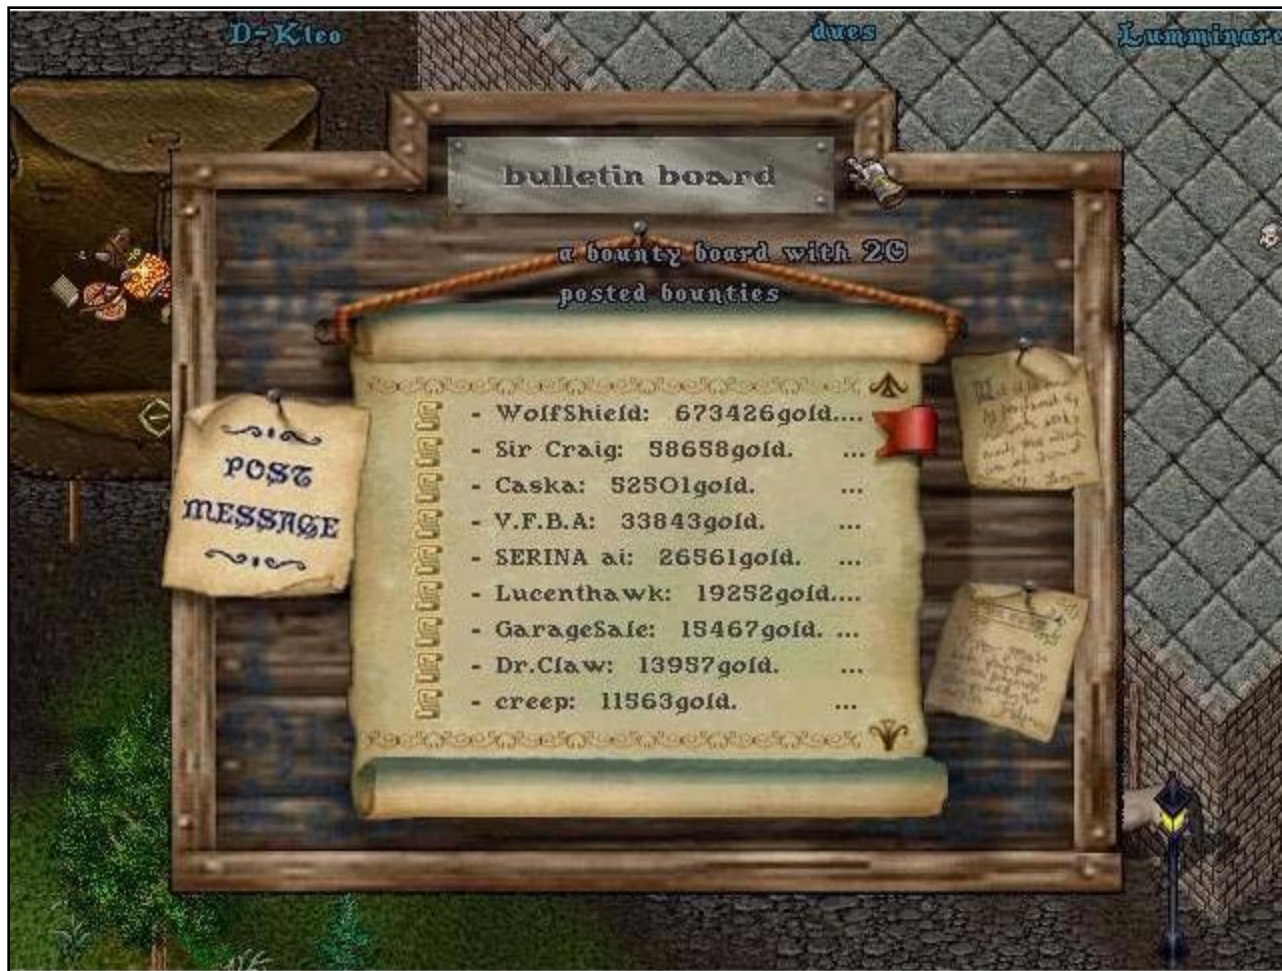 D-Kleo dues Lumminare
bulletin board
a bounty board with 20
posted bounties
- WolfShield: 673426gold....
- Sir Craig: 58658gold. ...
- Caska: 52501gold. ...
- V.F.B.A: 33843gold. ...
- SERINA ai: 26561gold. ...
- Lucenthawk: 19252gold....
- GarageSale: 15467gold. ...
- Dr.Claw: 13957gold. ...
- creep: 11563gold. ...
POST
MESSAGE